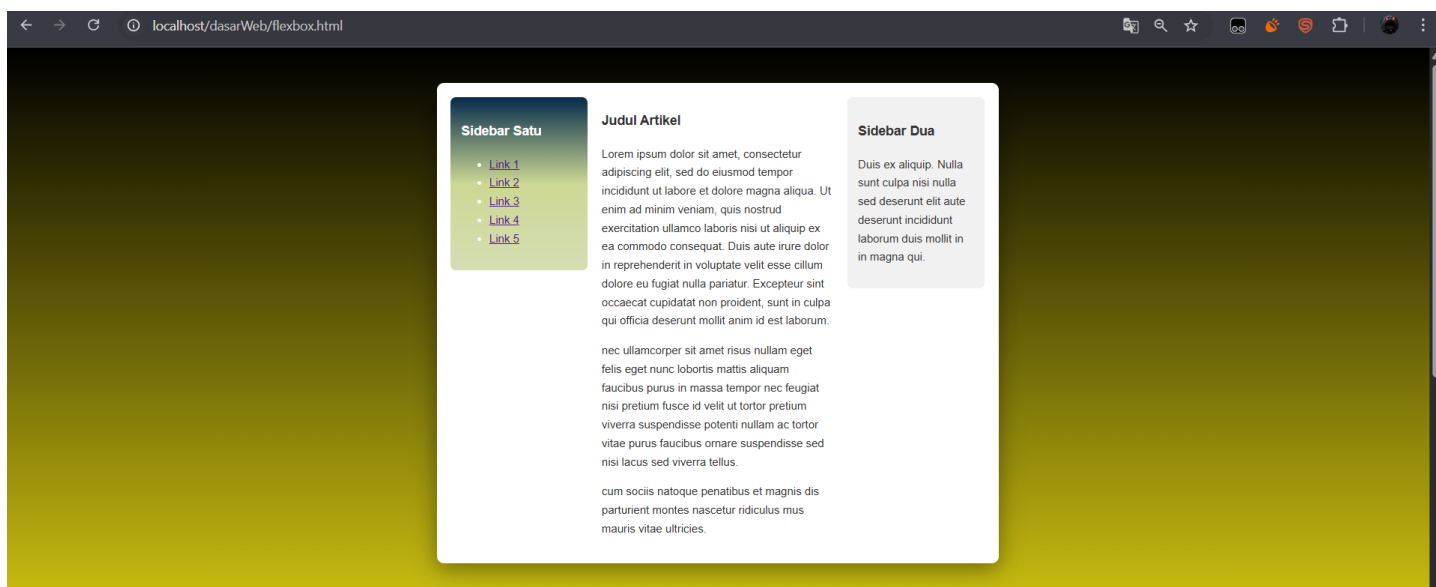 localhost/dasarWeb/flexbox.html
Sidebar Satu
Link 1
Link 2
Link 3
Link 4
Link 5
Judul Artikel
Lorem ipsum dolor sit amet, consectetur
adipiscing elit, sed do eiusmod tempor
incididunt ut labore et dolore magna aliqua. Ut
enim ad minim veniam, quis nostrud
exercitation ullamco laboris nisi ut aliquip ex
ea commodo consequat. Duis aute irure dolor
in reprehenderit in voluptate velit esse cillum
dolore eu fugiat nulla pariatur. Excepteur sint
occaecat cupidatat non proident, sunt in culpa
qui officia deserunt mollit anim id est laborum.
nec ullamcorper sit amet risus nullam eget
felis eget nunc lobortis mattis aliquam
faucibus purus in massa tempor nec feugiat
nisi pretium fusce id velit ut tortor pretium
viverra suspendisse potenti nullam ac tortor
vitae purus faucibus ornare suspendisse sed
nisi lacus sed viverra tellus.
cum sociis natoque penatibus et magnis dis
parturient montes nascetur ridiculus mus
mauris vitae ultricies.
Sidebar Dua
Duis ex aliquip. Nulla
sunt culpa nisi nulla
sed deserunt elit aute
deserunt incididunt
laborum duis mollit in
in magna qui.